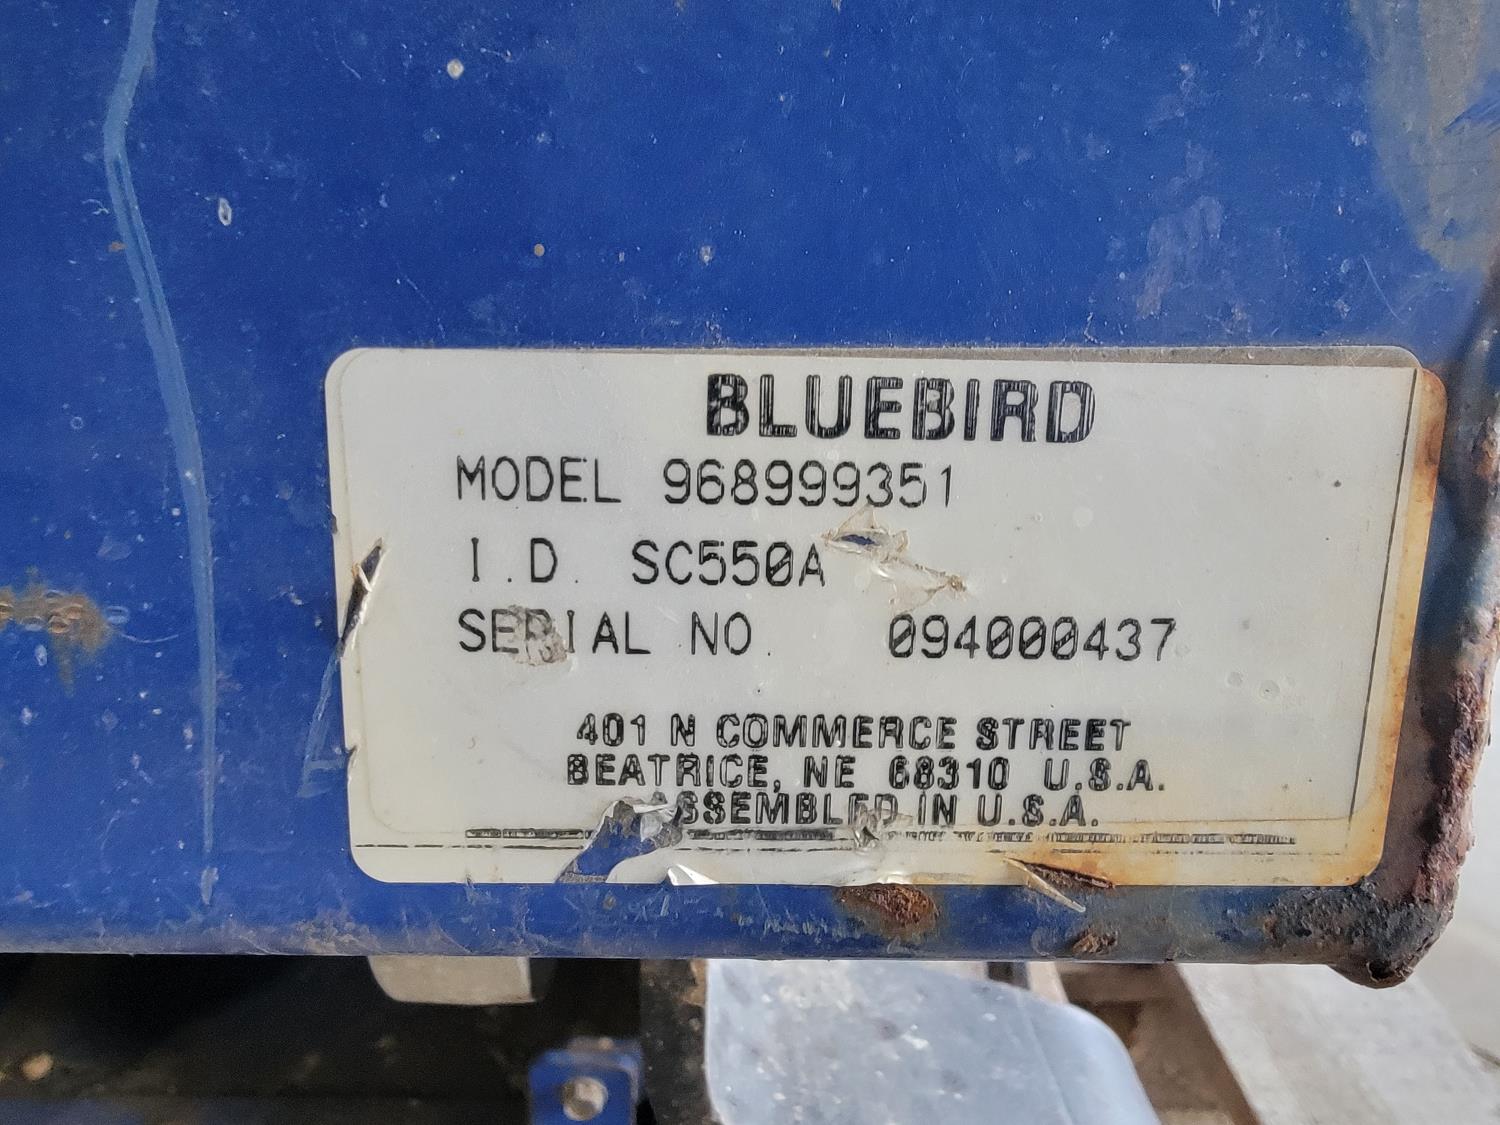 BLUEBIRD
MODEL 968999351
I.D. SC550A
SERIAL NO. 094000437
401 N COMMERCE STREET
BEATRICE, NE 68310 U.S.A.
ASSEMBLED IN U.S.A.